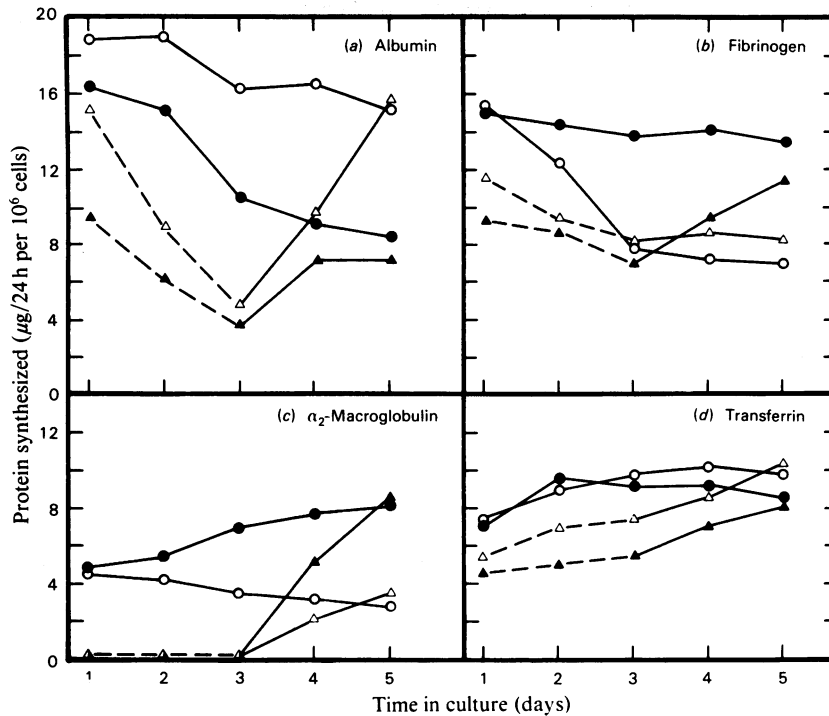 Protein synthesized (µg/24 h per 10⁶ cells)
20
16
12
8
4
0
(a) Albumin
(b) Fibrinogen
12
8
4
0
(c) α₂-Macroglobulin
(d) Transferrin
1 2 3 4 5 1 2 3 4 5
Time in culture (days)